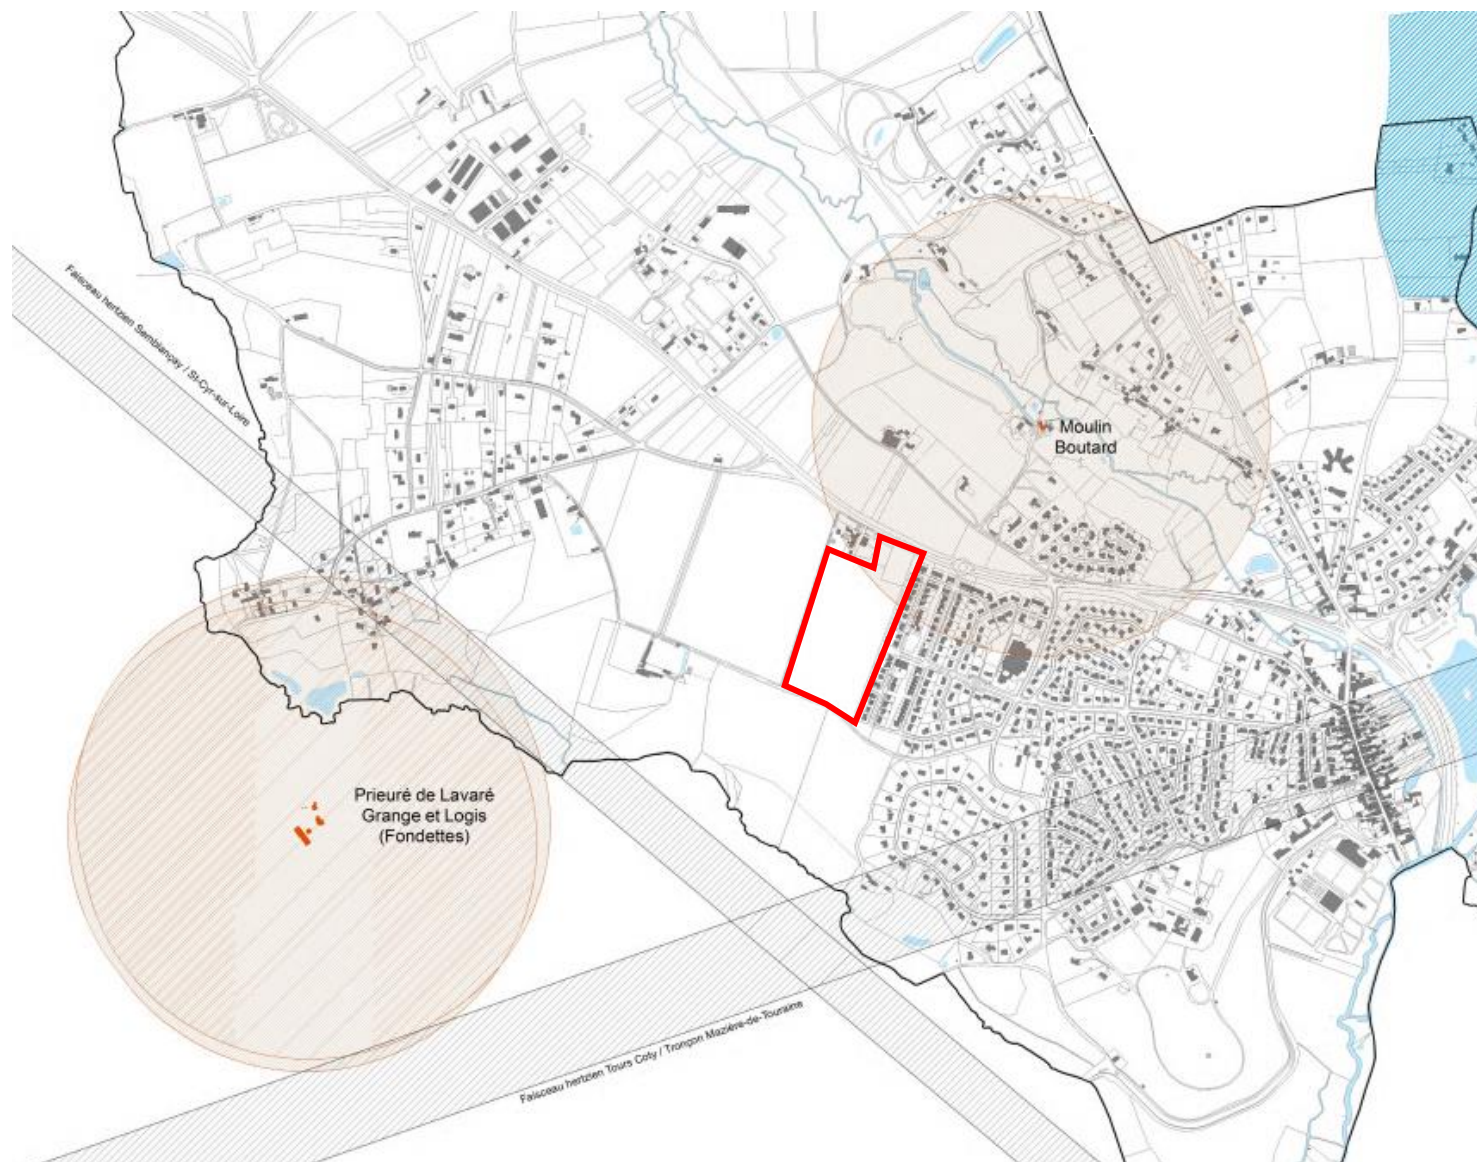 Faisceau hertzien Semblançay / St-Cyr-sur-Loire
Moulin
Boutard
Prieuré de Lavaré
Grange et Logis
(Fondettes)
Faisceau hertzien Tours Coty / Tronçon Mazière-de-Touraine